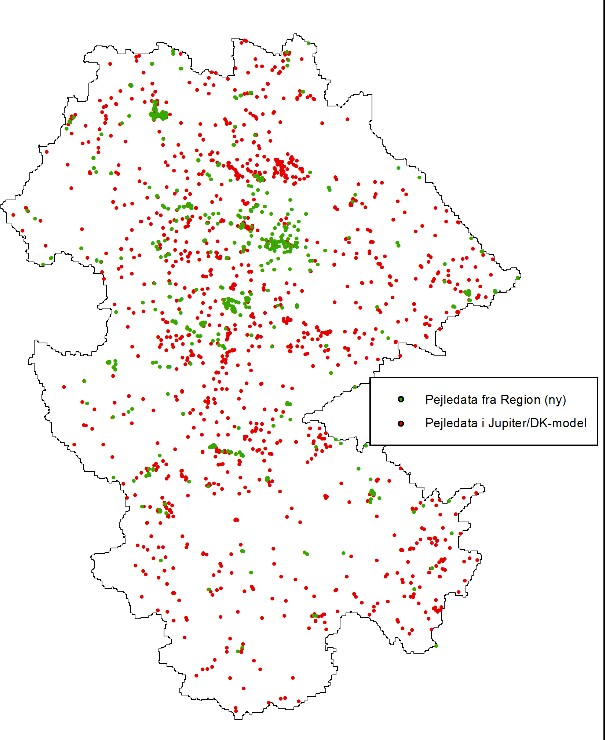 Pejledata fra Region (ny)
Pejledata i Jupiter/DK-model